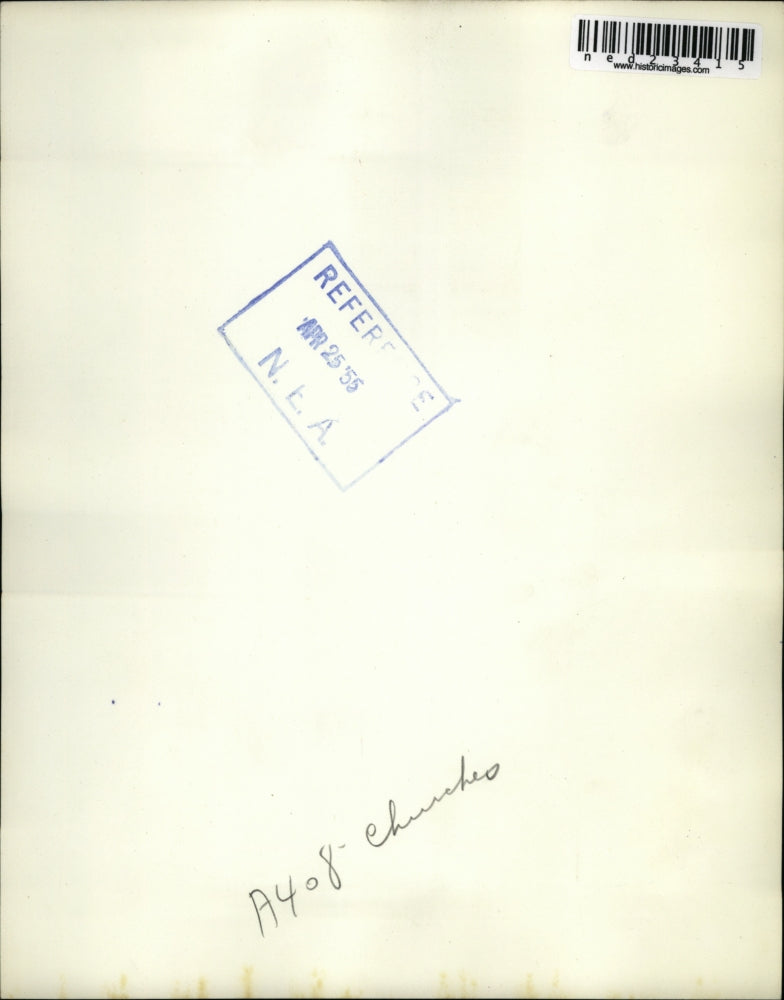 ned23415
www.historicimages.com
REFERENCE
APR 25 '55
N. E. A.
A408 Churches